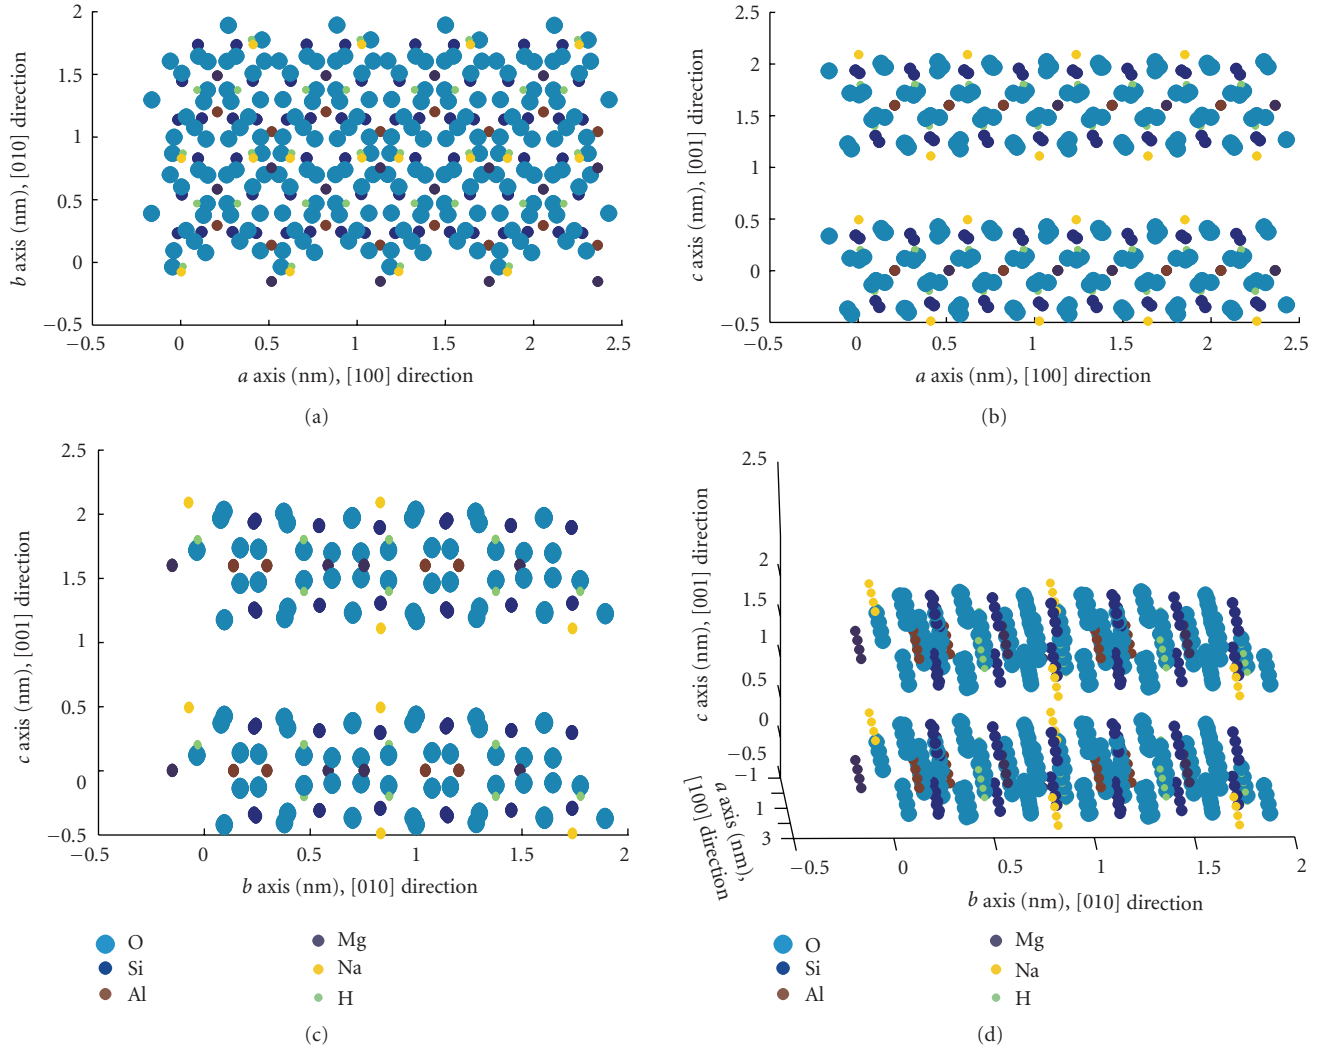 2
1.5
1
0.5
0
−0.5
b axis (nm), [010] direction
−0.5 0 0.5 1 1.5 2 2.5
a axis (nm), [100] direction
(a)
2.5
2
1.5
1
0.5
0
−0.5
c axis (nm), [001] direction
−0.5 0 0.5 1 1.5 2 2.5
a axis (nm), [100] direction
(b)
2.5
2
1.5
1
0.5
0
−0.5
c axis (nm), [001] direction
−0.5 0 0.5 1 1.5 2
b axis (nm), [010] direction
O Mg
Si Na
Al H
(c)
2.5
2
1.5
1
0.5
0
−0.5
c axis (nm), [001] direction
−1
1
3
a axis (nm),
[100] direction
−0.5 0 0.5 1 1.5 2
b axis (nm), [010] direction
O Mg
Si Na
Al H
(d)